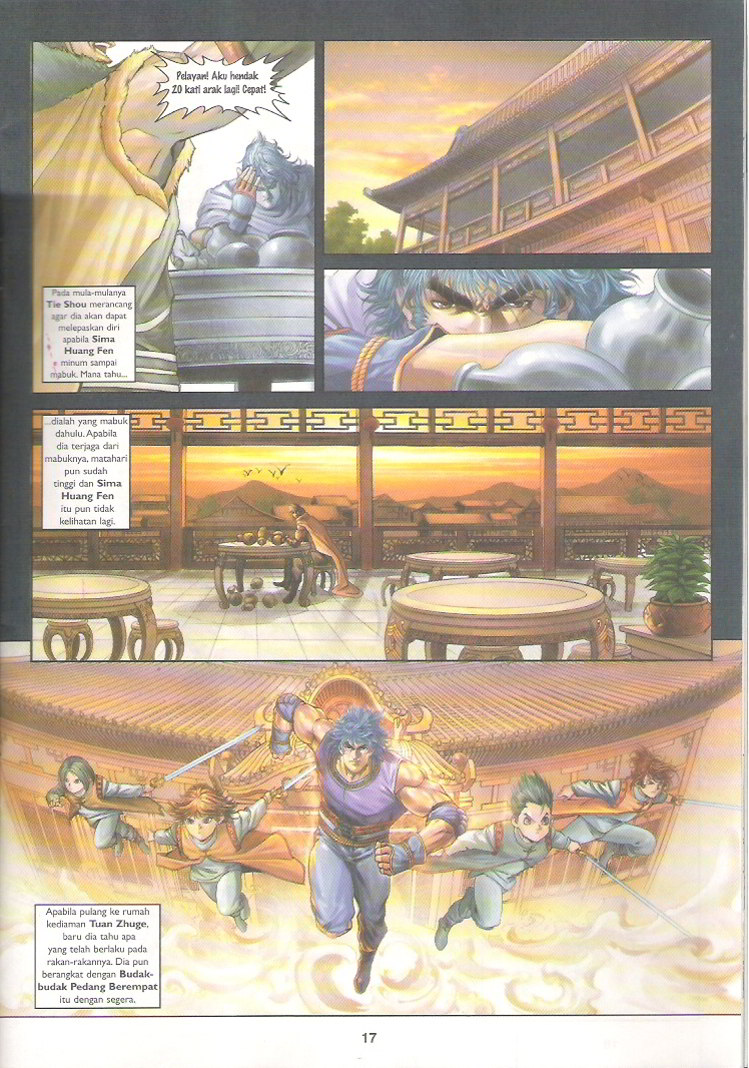 Pelayan! Aku hendak
20 kati arak lagi! Cepat!
Pada mula-mulanya
Tie Shou merancang
agar dia akan dapat
melepaskan diri
apabila Sima
Huang Fen
minum sampai
mabuk. Mana tahu...
...dialah yang mabuk
dahulu. Apabila
dia terjaga dari
mabuknya, matahari
pun sudah
tinggi dan Sima
Huang Fen
itu pun tidak
kelihatan lagi.
Apabila pulang ke rumah
kediaman Tuan Zhuge,
baru dia tahu apa
yang telah berlaku pada
rakan-rakannya. Dia pun
berangkat dengan Budak-
budak Pedang Berempat
itu dengan segera.
17